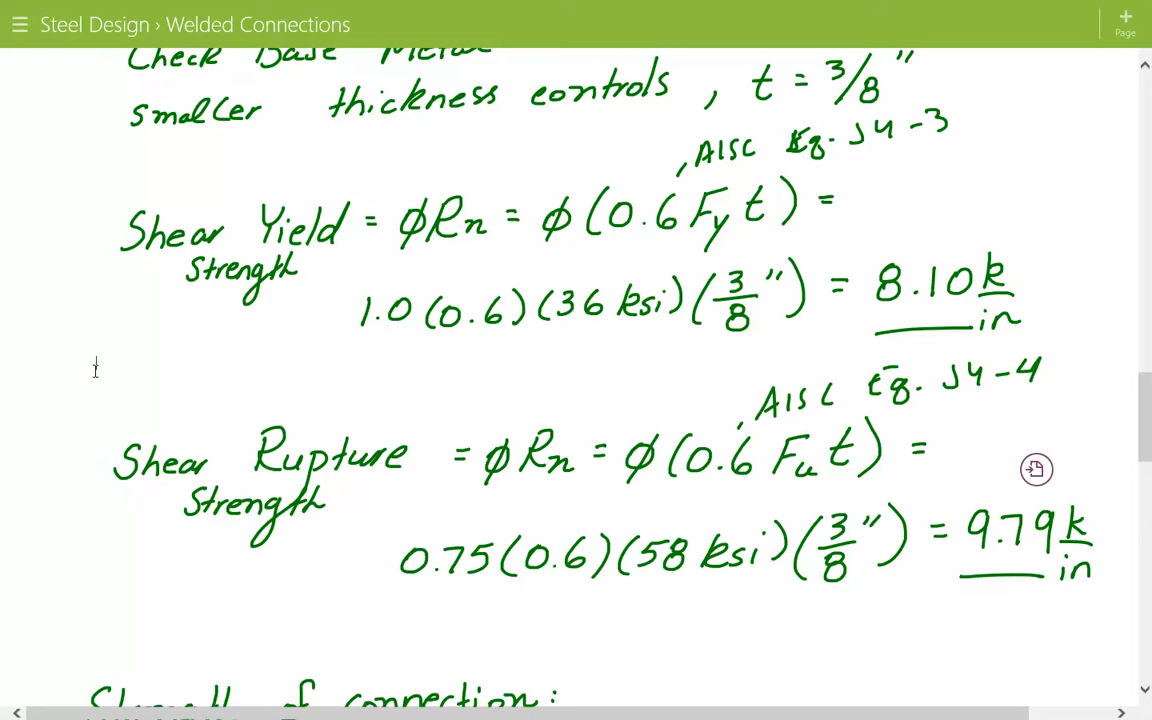 Steel Design › Welded Connections
Page
Check Base Metal
smaller thickness controls , t = 3/8"
, AISC Eq. J4-3
Shear Yield = φRn = φ(0.6 Fy t) =
Strength
1.0 (0.6) (36 ksi) (3/8") = 8.10 k/in
, AISC Eq. J4-4
Shear Rupture = φRn = φ(0.6 Fu t) =
Strength
0.75 (0.6) (58 ksi) (3/8") = 9.79 k/in
Strength of connection: